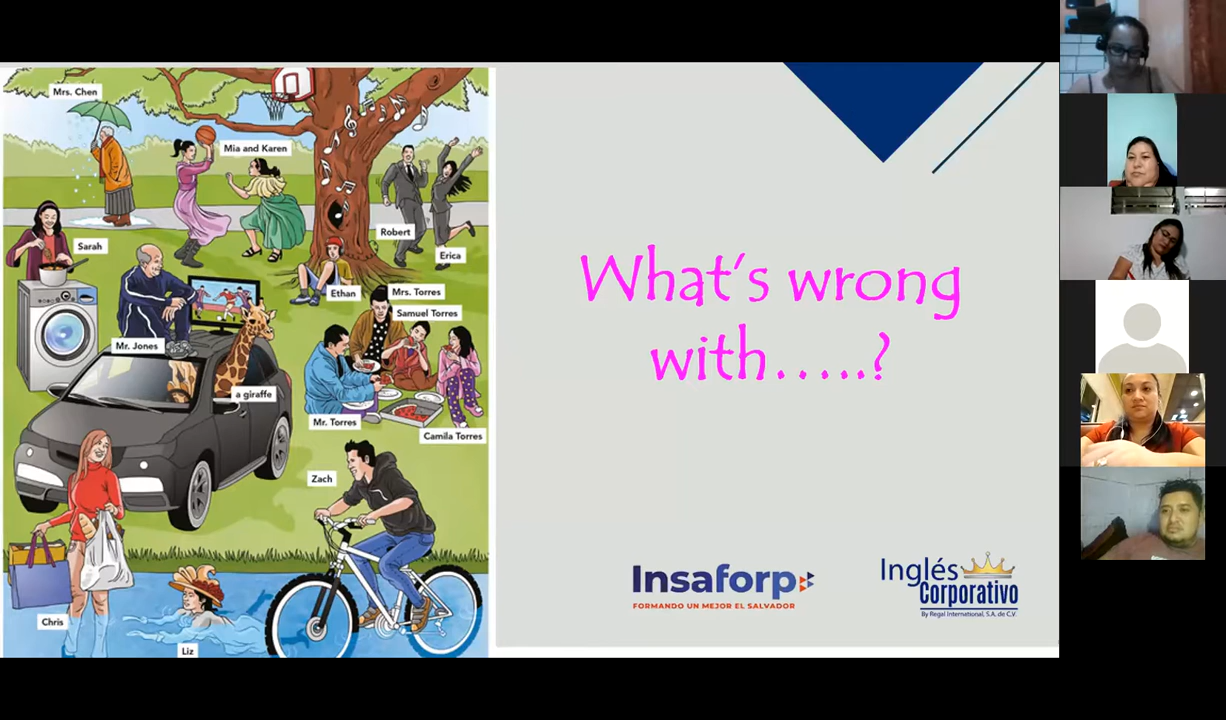 Mrs. Chen
Mia and Karen
Robert
Sarah
Erica
Ethan
Mrs. Torres
Samuel Torres
Mr. Jones
a giraffe
Mr. Torres
Camila Torres
Zach
Chris
Liz
What's wrong
with.....?
Insaforp
FORMANDO UN MEJOR EL SALVADOR
Inglés
Corporativo
By Regal International, S.A. de C.V.